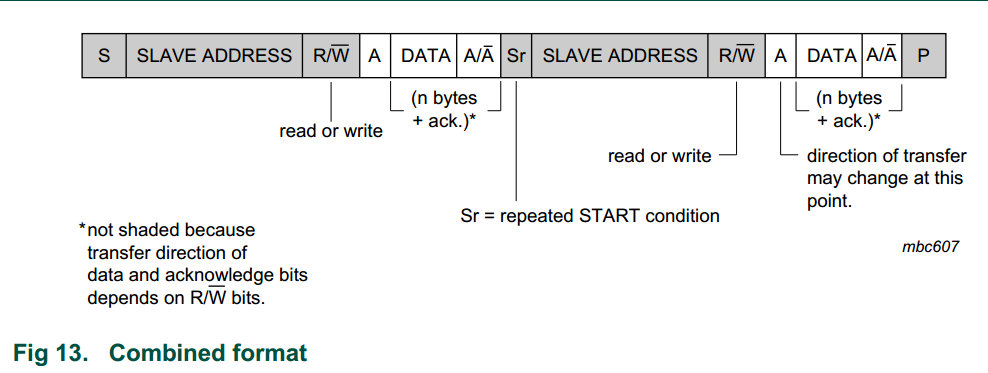 S SLAVE ADDRESS R/W̅ A DATA A/A̅ Sr SLAVE ADDRESS R/W̅ A DATA A/A̅ P
(n bytes
+ ack.)*
(n bytes
+ ack.)*
read or write
read or write
direction of transfer
may change at this
point.
Sr = repeated START condition
*not shaded because
transfer direction of
data and acknowledge bits
depends on R/W̅ bits.
mbc607
Fig 13. Combined format